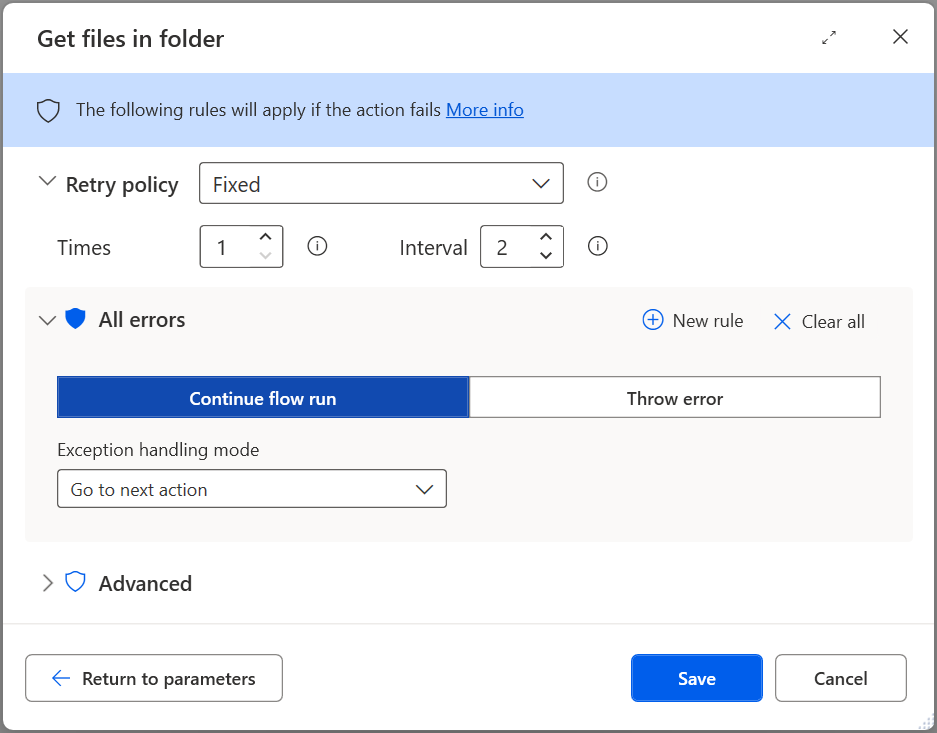 Get files in folder
The following rules will apply if the action fails More info
Retry policy Fixed
Times 1 Interval 2
All errors New rule Clear all
Continue flow run Throw error
Exception handling mode
Go to next action
Advanced
Return to parameters Save Cancel